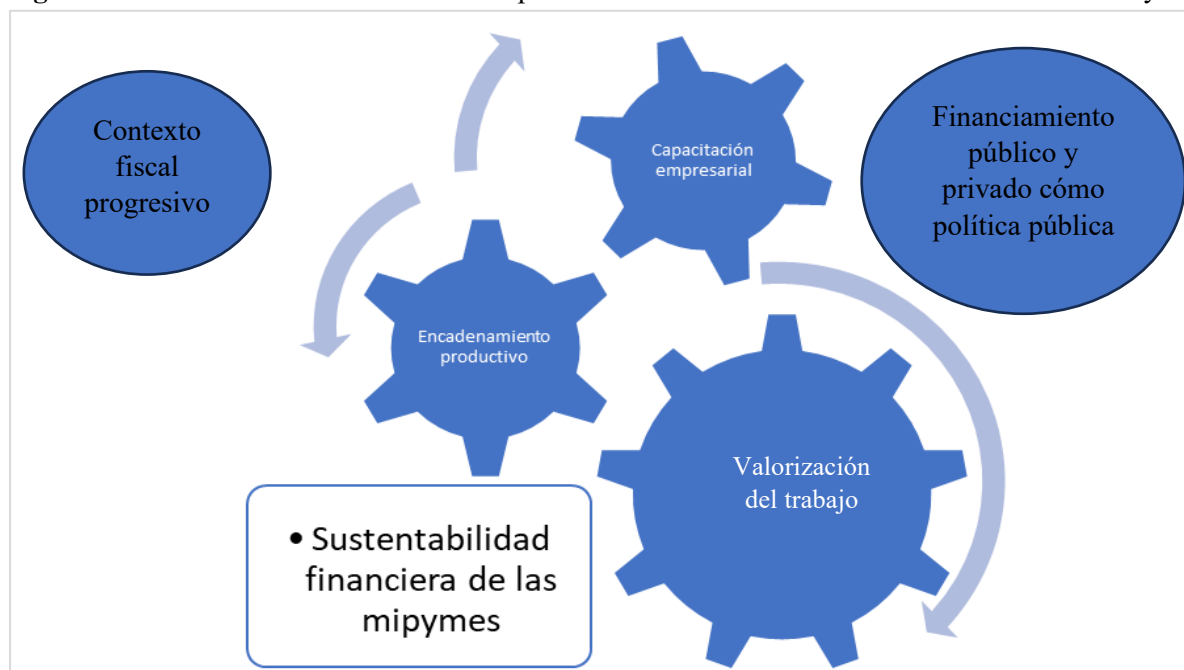 Contexto
fiscal
progresivo
Capacitación
empresarial
Financiamiento
público y
privado cómo
política pública
Encadenamiento
productivo
Valorización
del trabajo
• Sustentabilidad
financiera de las
mipymes